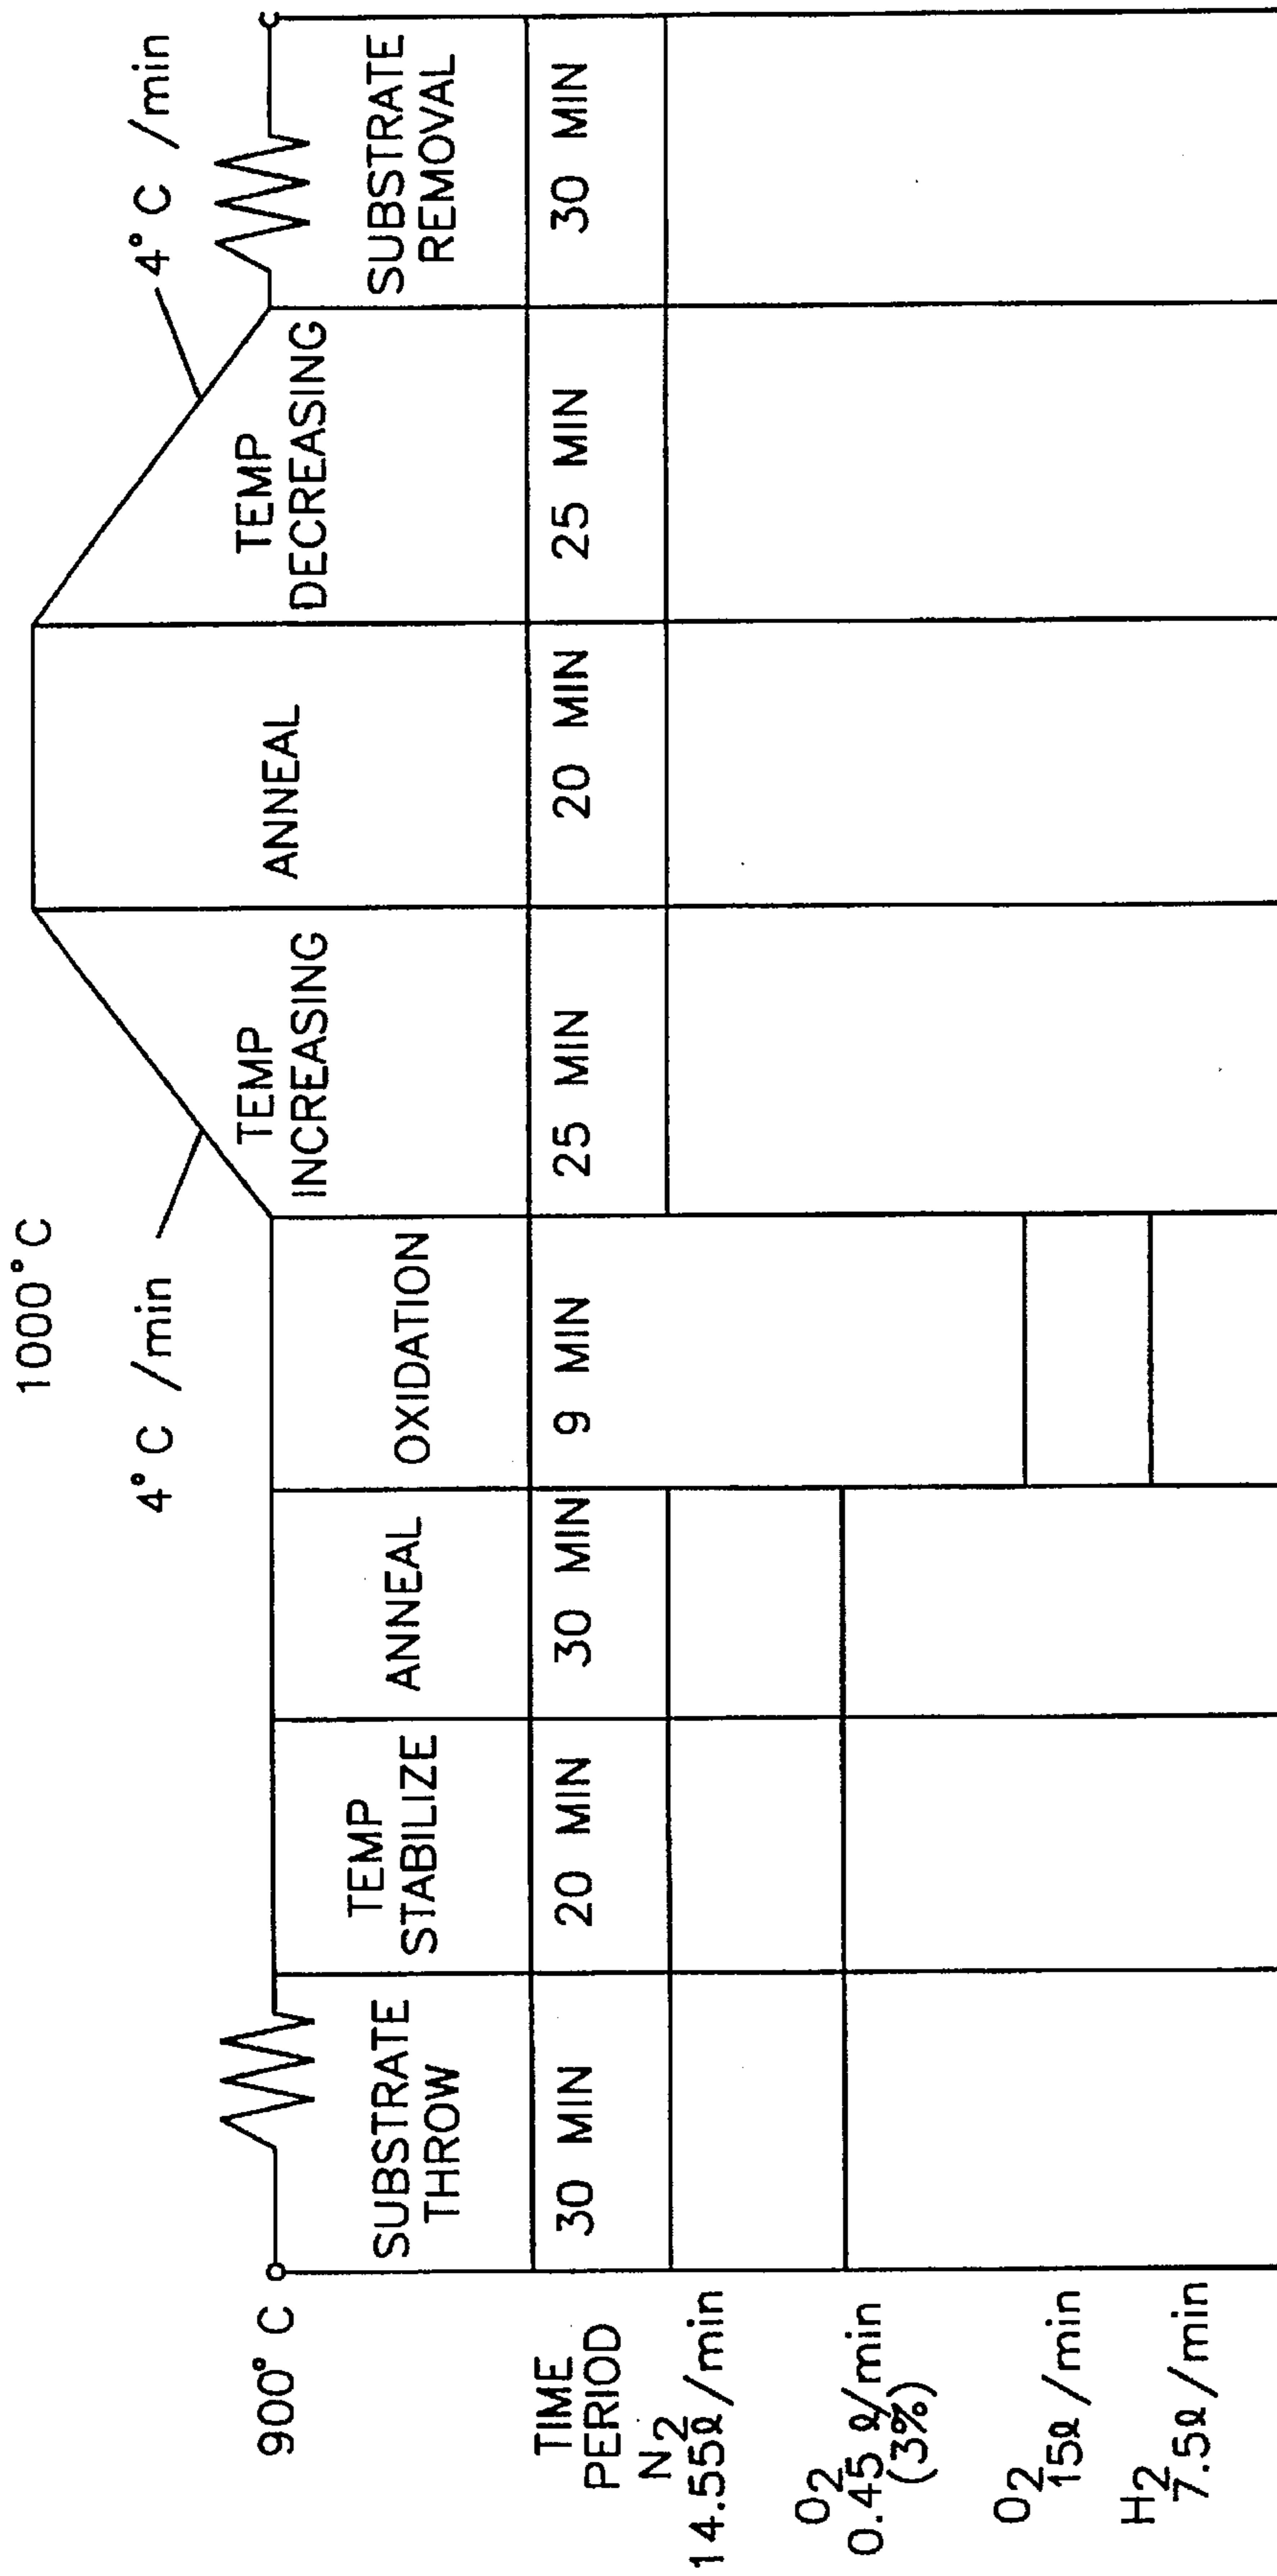 1000°C
4°C /min
4°C /min
900°C
SUBSTRATE
THROW
TEMP
STABILIZE
ANNEAL
OXIDATION
TEMP
INCREASING
ANNEAL
TEMP
DECREASING
SUBSTRATE
REMOVAL
TIME
PERIOD
30 MIN
20 MIN
30 MIN
9 MIN
25 MIN
20 MIN
25 MIN
30 MIN
N2
14.55ℓ/min
O2
0.45 ℓ/min
(3%)
O2
15ℓ/min
H2
7.5ℓ/min